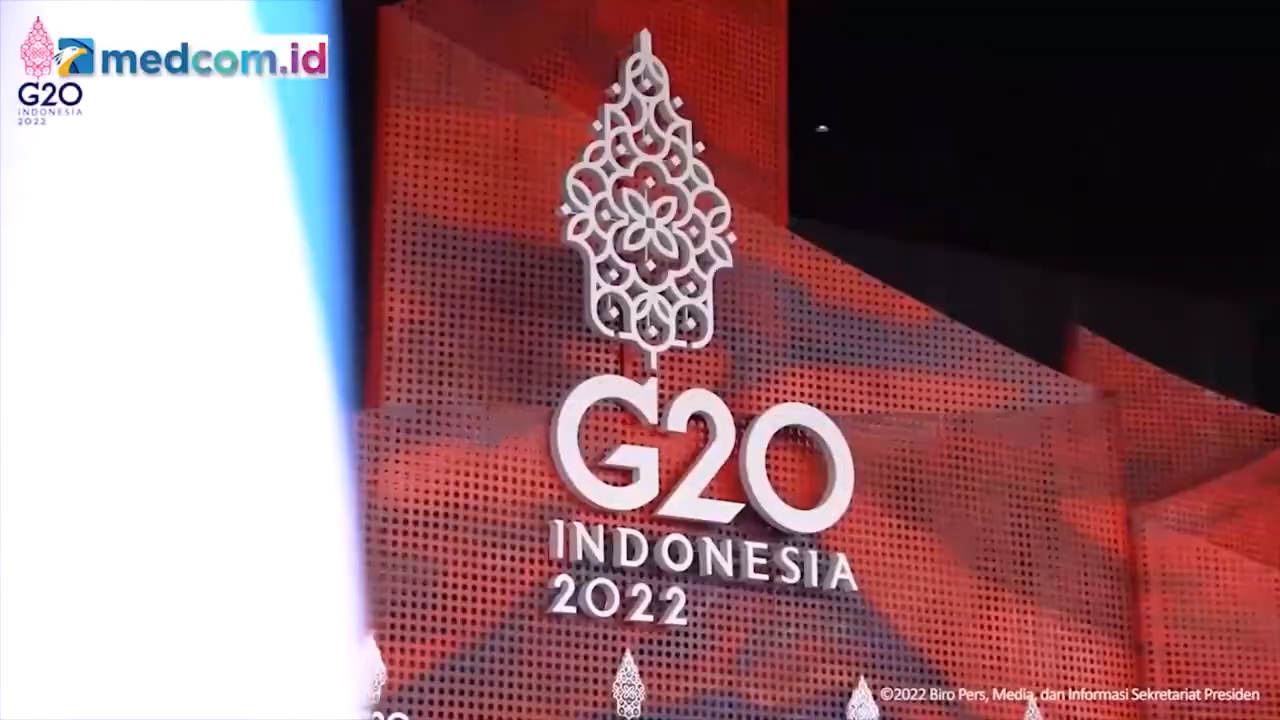 medcom.id
G20
INDONESIA
2022
G20
INDONESIA
2022
©2022 Biro Pers, Media, dan Informasi Sekretariat Presiden